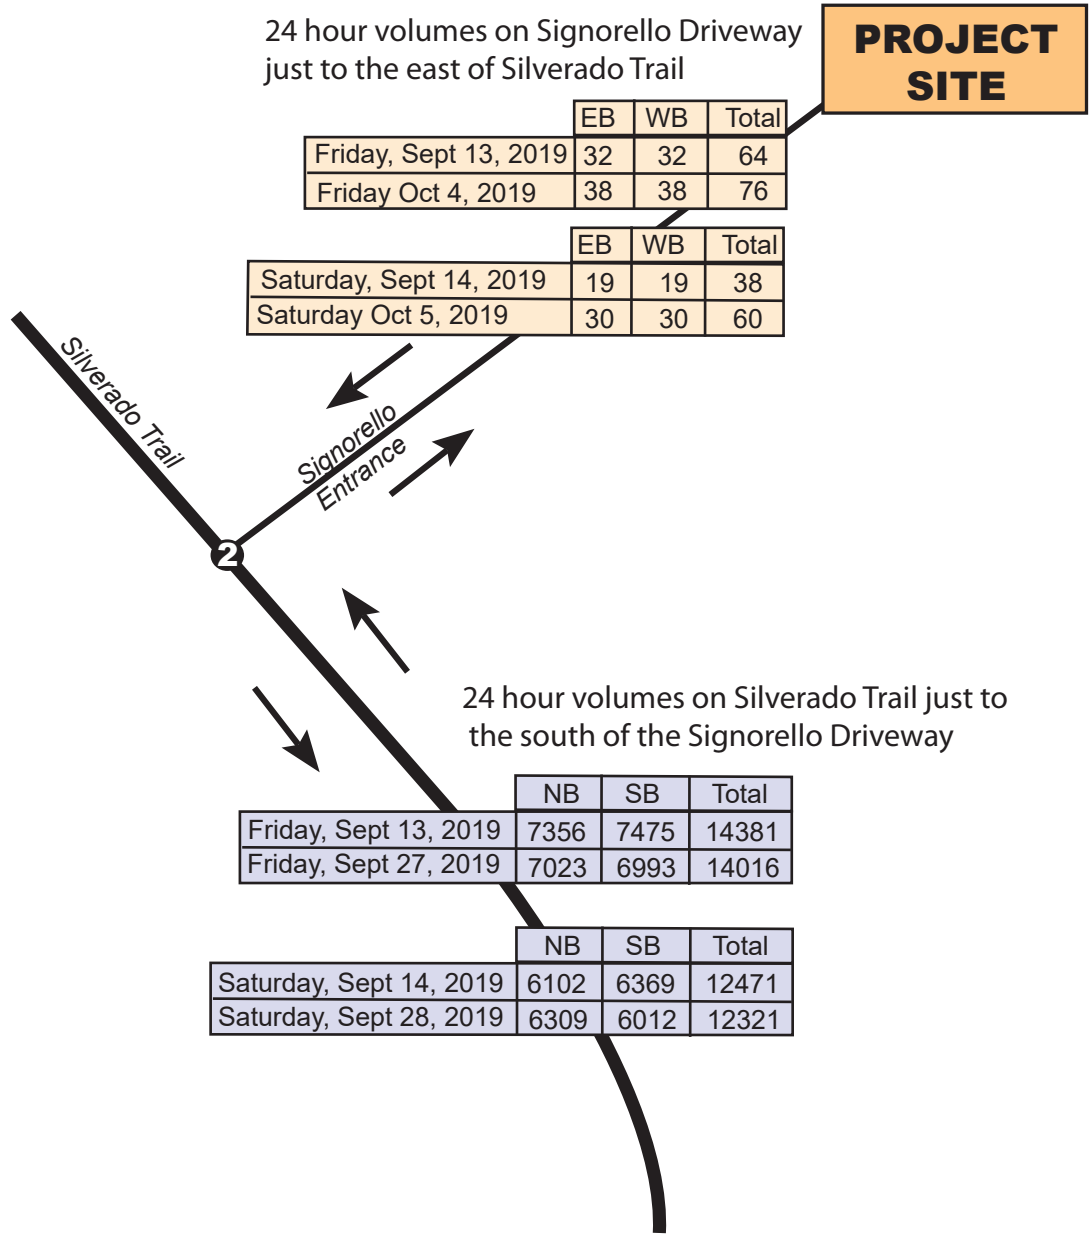 24 hour volumes on Signorello Driveway
just to the east of Silverado Trail
PROJECT
SITE
EB WB Total
Friday, Sept 13, 2019 32 32 64
Friday Oct 4, 2019 38 38 76
EB WB Total
Saturday, Sept 14, 2019 19 19 38
Saturday Oct 5, 2019 30 30 60
Silverado Trail
Signorello
Entrance
2
24 hour volumes on Silverado Trail just to
the south of the Signorello Driveway
NB SB Total
Friday, Sept 13, 2019 7356 7475 14381
Friday, Sept 27, 2019 7023 6993 14016
NB SB Total
Saturday, Sept 14, 2019 6102 6369 12471
Saturday, Sept 28, 2019 6309 6012 12321